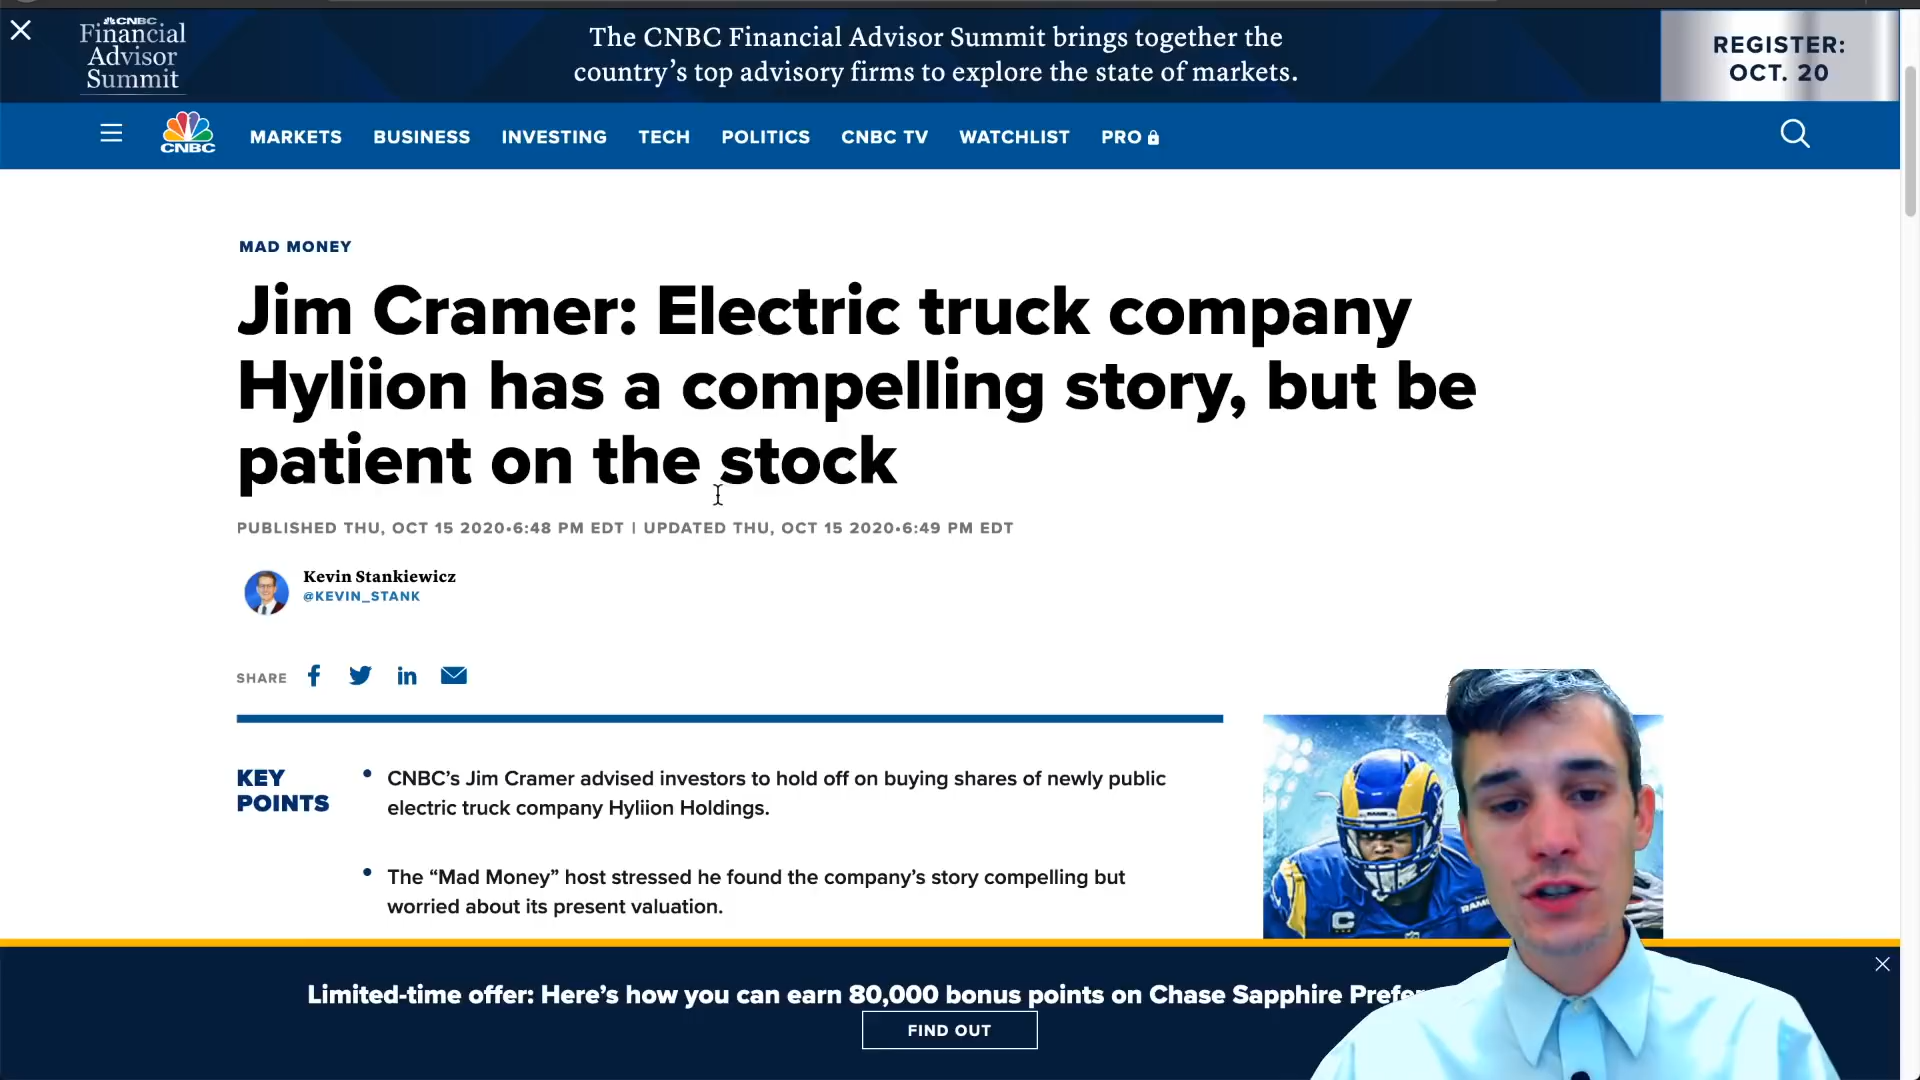 CNBC
Financial
Advisor
Summit
The CNBC Financial Advisor Summit brings together the
country's top advisory firms to explore the state of markets.
REGISTER:
OCT. 20
CNBC
MARKETS BUSINESS INVESTING TECH POLITICS CNBC TV WATCHLIST PRO
MAD MONEY
Jim Cramer: Electric truck company
Hyliion has a compelling story, but be
patient on the stock
PUBLISHED THU, OCT 15 2020•6:48 PM EDT | UPDATED THU, OCT 15 2020•6:49 PM EDT
Kevin Stankiewicz
@KEVIN_STANK
SHARE
KEY
POINTS
• CNBC's Jim Cramer advised investors to hold off on buying shares of newly public
electric truck company Hyliion Holdings.
• The “Mad Money” host stressed he found the company's story compelling but
worried about its present valuation.
RAMS
C
Limited-time offer: Here's how you can earn 80,000 bonus points on Chase Sapphire Prefer
FIND OUT